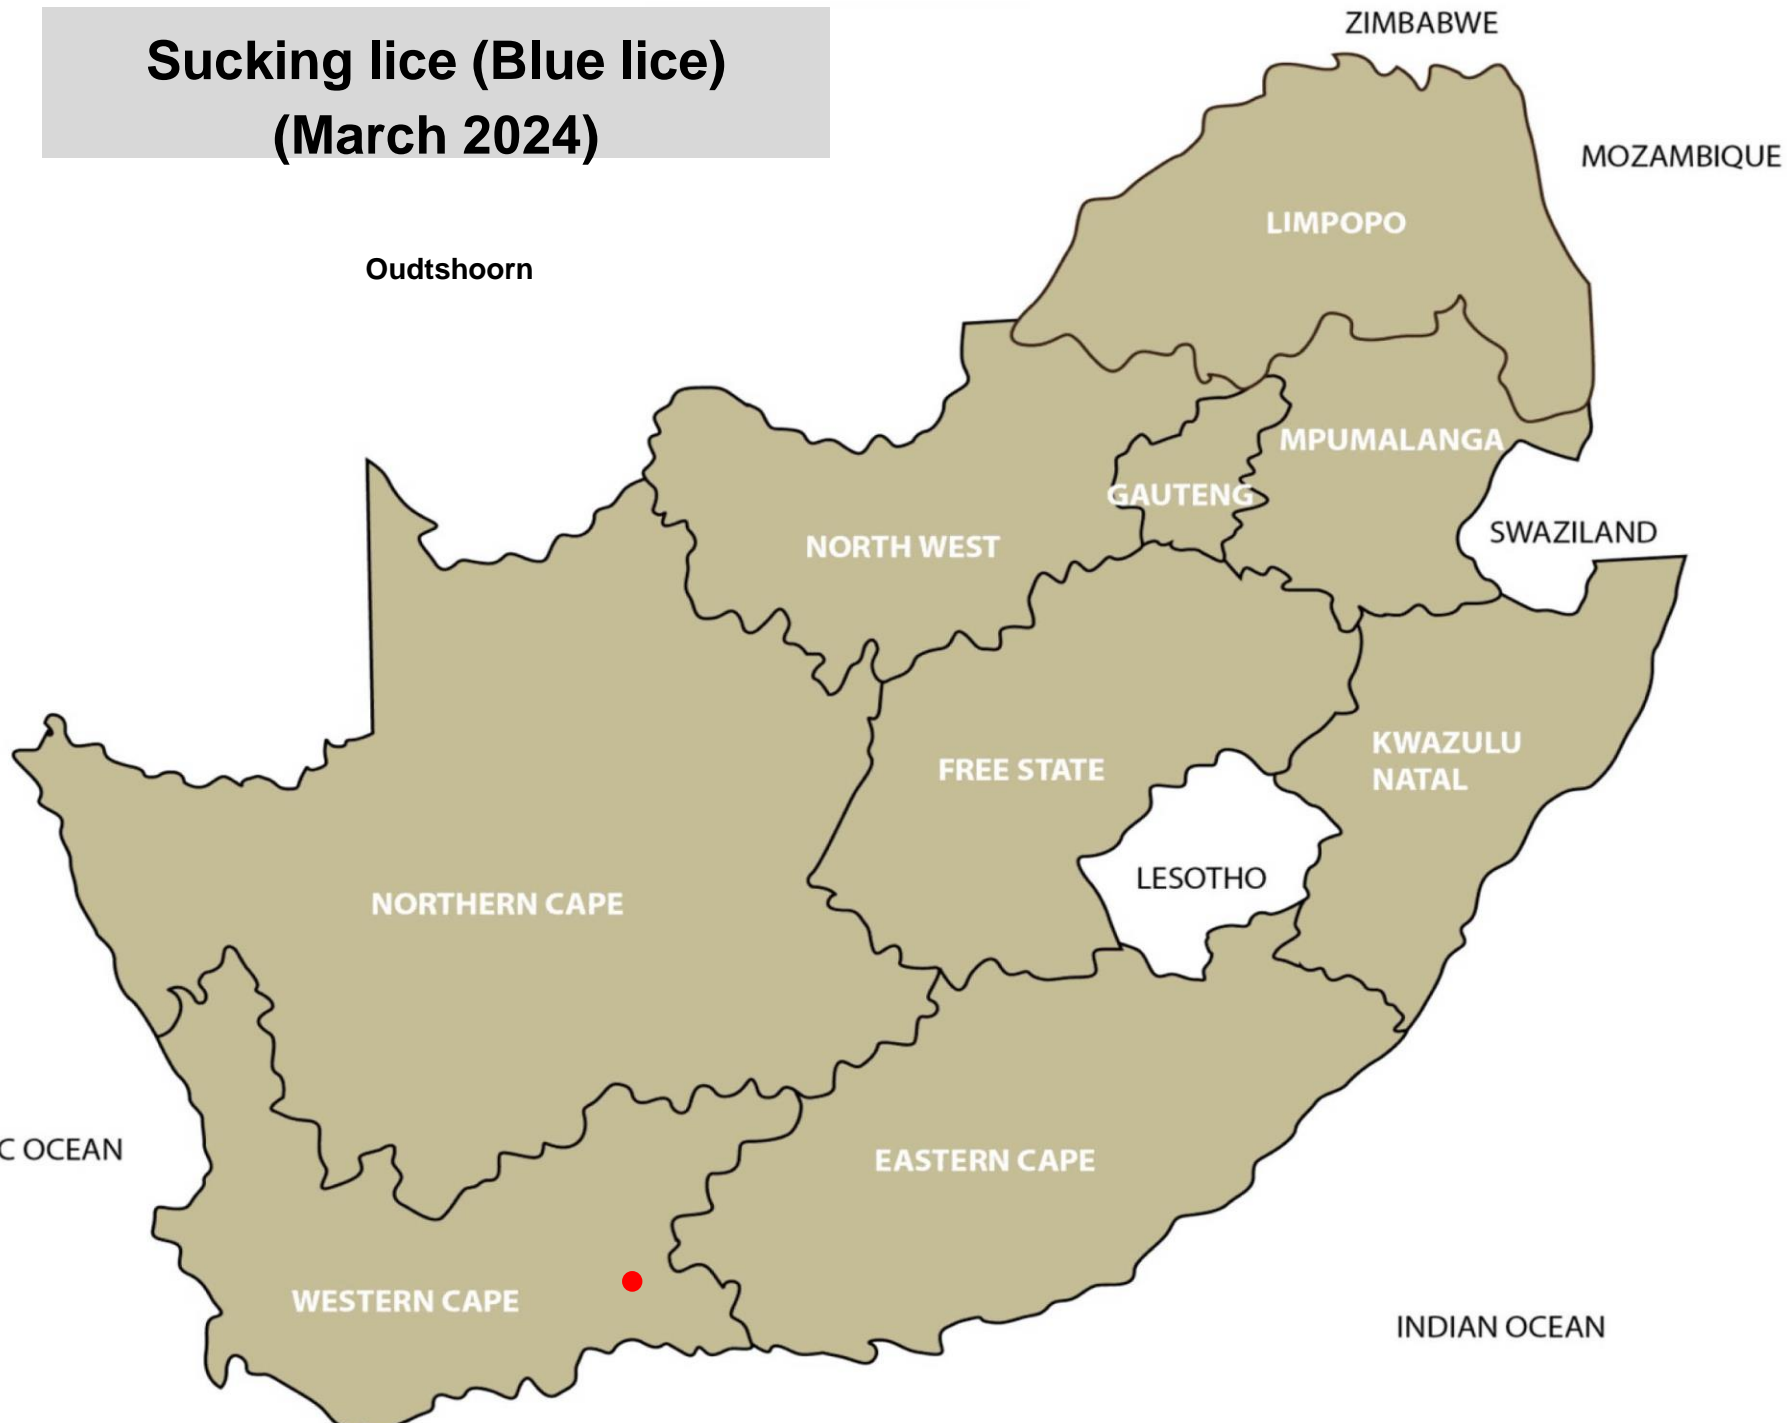 Sucking lice (Blue lice)
(March 2024)
ZIMBABWE
MOZAMBIQUE
LIMPOPO
Oudtshoorn
MPUMALANGA
GAUTENG
SWAZILAND
NORTH WEST
KWAZULU
NATAL
FREE STATE
LESOTHO
NORTHERN CAPE
C OCEAN
EASTERN CAPE
WESTERN CAPE
INDIAN OCEAN